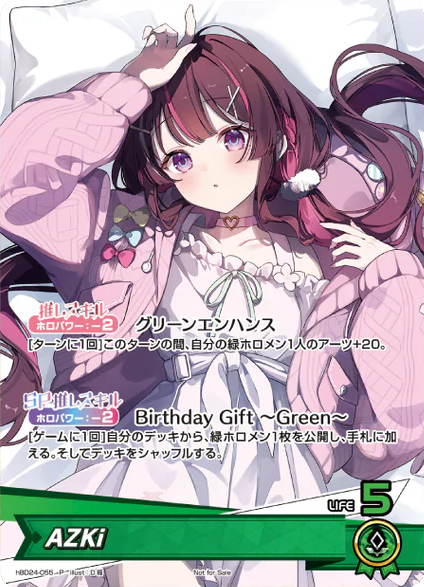 推しスキル
ホロパワー:-2
グリーンエンハンス
[ターンに1回]このターンの間、自分の緑ホロメン1人のアーツ+20。
SP推しスキル
ホロパワー:-2
Birthday Gift ～Green～
[ゲームに1回]自分のデッキから、緑ホロメン1枚を公開し、手札に加
える。そしてデッキをシャッフルする。
LIFE 5
AZKi
hBD24-055 P illust: Not for Sale